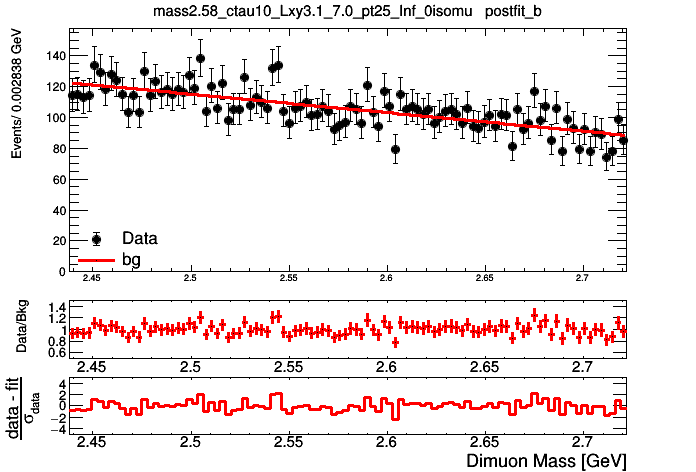 mass2.58_ctau10_Lxy3.1_7.0_pt25_Inf_0isomu postfit_b
Events/ 0.002838 GeV
140
120
100
80
60
40
20
0
Data
bg
2.45 2.5 2.55 2.6 2.65 2.7
Data/Bkg
1.4
1.2
1
0.8
0.6
2.45 2.5 2.55 2.6 2.65 2.7
data - fit
σdata
4
2
0
−2
−4
2.45 2.5 2.55 2.6 2.65 2.7
Dimuon Mass [GeV]